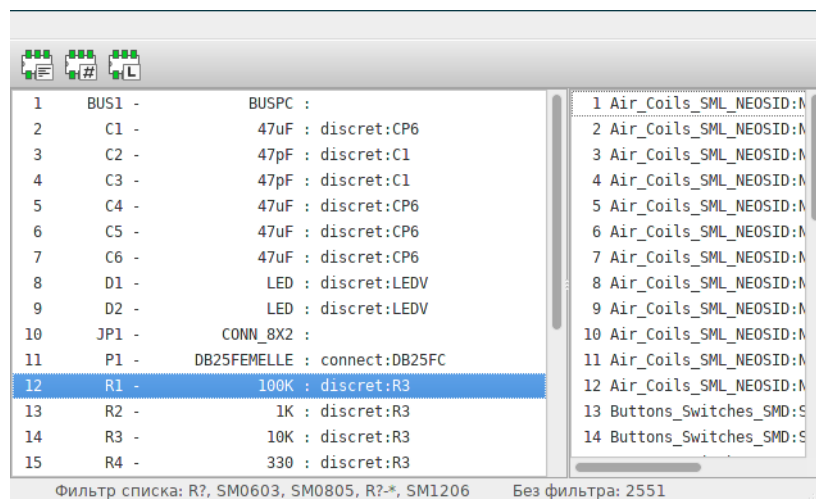 # L
1 BUS1 - BUSPC :
2 C1 - 47uF : discret:CP6
3 C2 - 47pF : discret:C1
4 C3 - 47pF : discret:C1
5 C4 - 47uF : discret:CP6
6 C5 - 47uF : discret:CP6
7 C6 - 47uF : discret:CP6
8 D1 - LED : discret:LEDV
9 D2 - LED : discret:LEDV
10 JP1 - CONN_8X2 :
11 P1 - DB25FEMELLE : connect:DB25FC
12 R1 - 100K : discret:R3
13 R2 - 1K : discret:R3
14 R3 - 10K : discret:R3
15 R4 - 330 : discret:R3
1 Air_Coils_SML_NEOSID:N
2 Air_Coils_SML_NEOSID:N
3 Air_Coils_SML_NEOSID:N
4 Air_Coils_SML_NEOSID:N
5 Air_Coils_SML_NEOSID:N
6 Air_Coils_SML_NEOSID:N
7 Air_Coils_SML_NEOSID:N
8 Air_Coils_SML_NEOSID:N
9 Air_Coils_SML_NEOSID:N
10 Air_Coils_SML_NEOSID:N
11 Air_Coils_SML_NEOSID:N
12 Air_Coils_SML_NEOSID:N
13 Buttons_Switches_SMD:S
14 Buttons_Switches_SMD:S
Фильтр списка: R?, SM0603, SM0805, R?-*, SM1206 Без фильтра: 2551